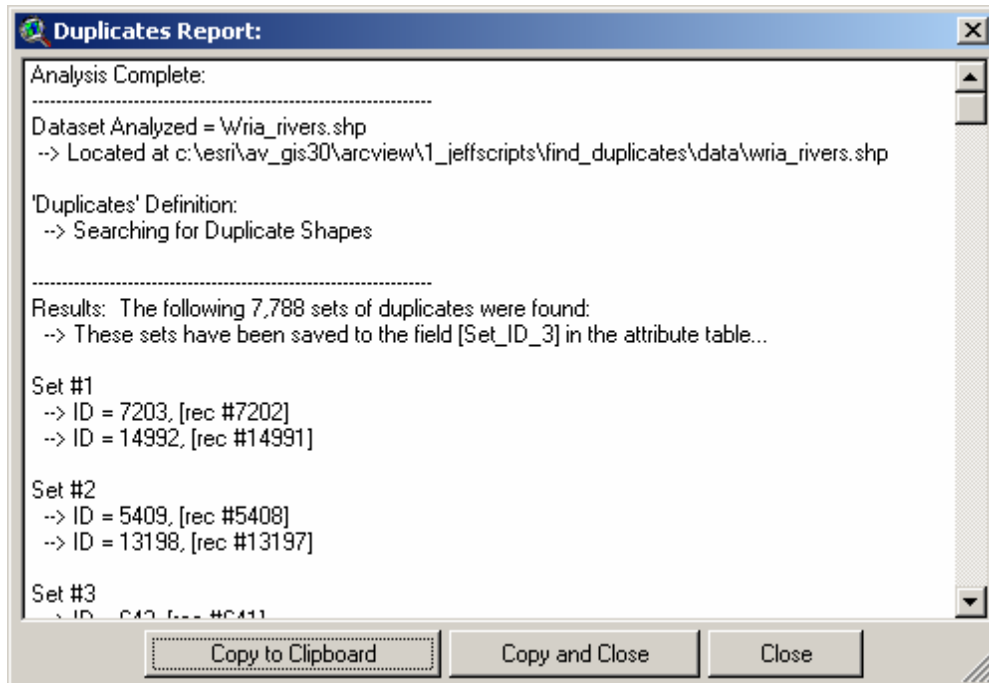 Duplicates Report:
Analysis Complete:
-------------------------------------------------------------------
Dataset Analyzed = Wria_rivers.shp
--> Located at c:\esri\av_gis30\arcview\1_jeffscripts\find_duplicates\data\wria_rivers.shp
'Duplicates' Definition:
--> Searching for Duplicate Shapes
-------------------------------------------------------------------
Results: The following 7,788 sets of duplicates were found:
--> These sets have been saved to the field [Set_ID_3] in the attribute table...
Set #1
--> ID = 7203, [rec #7202]
--> ID = 14992, [rec #14991]
Set #2
--> ID = 5409, [rec #5408]
--> ID = 13198, [rec #13197]
Set #3
Copy to Clipboard
Copy and Close
Close